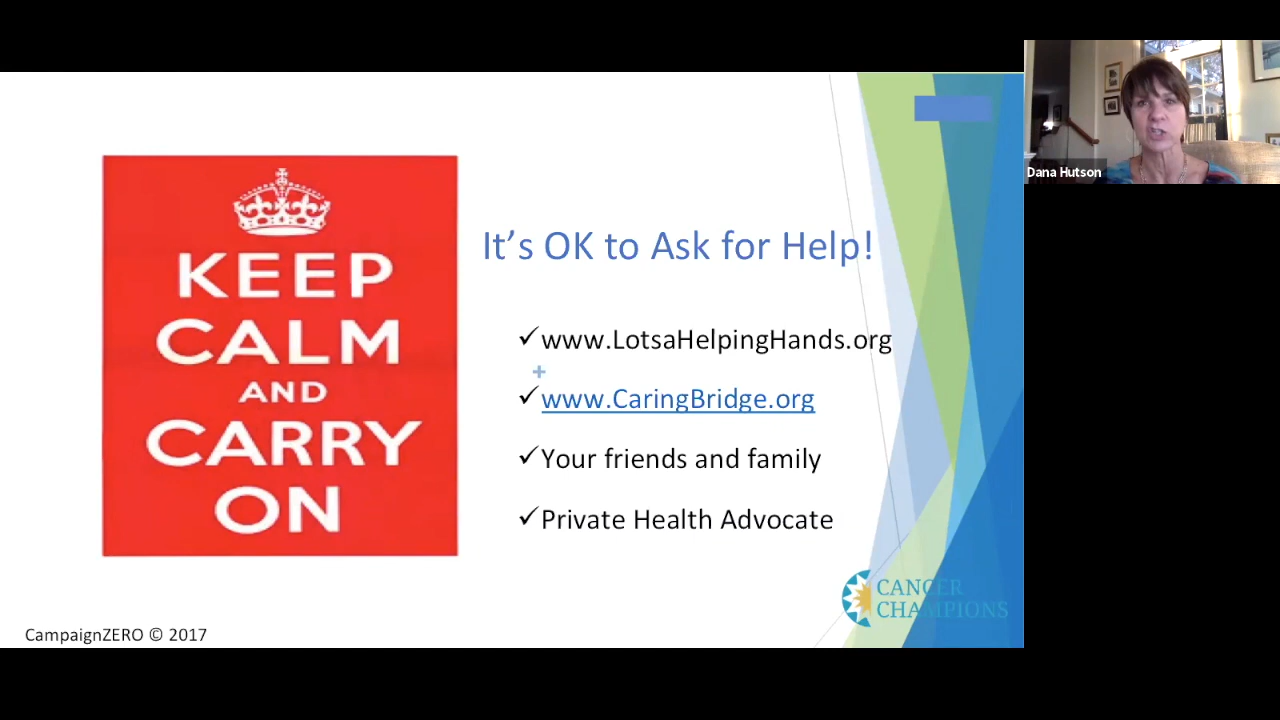 KEEP
CALM
AND
CARRY
ON
It's OK to Ask for Help!
✓www.LotsaHelpingHands.org
+
✓www.CaringBridge.org
✓Your friends and family
✓Private Health Advocate
CANCER
CHAMPIONS
CampaignZERO © 2017
Dana Hutson